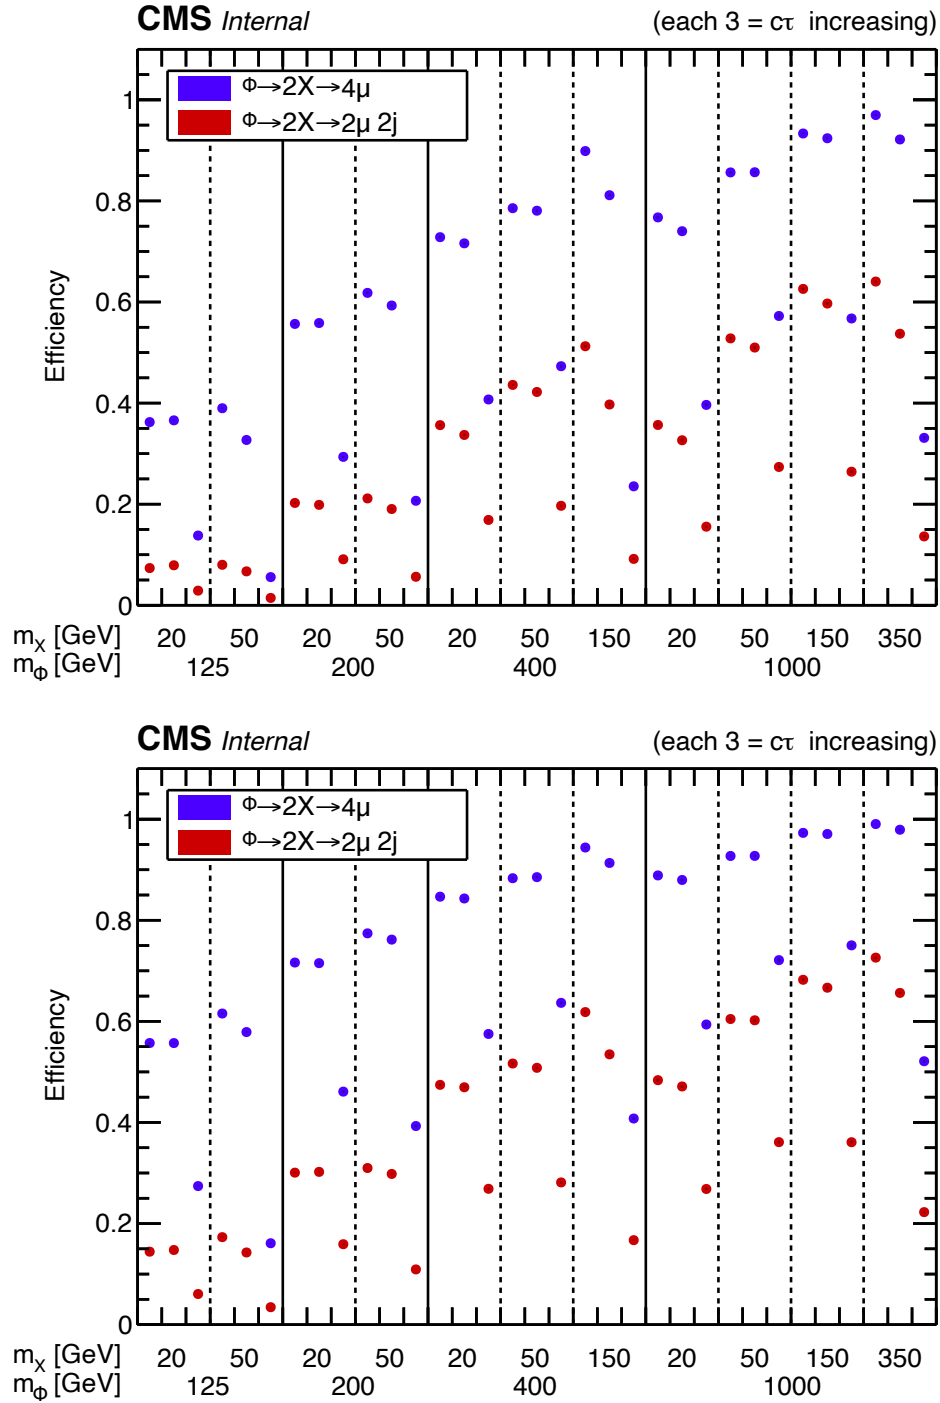 CMS Internal (each 3 = cτ increasing)
Φ→2X→4μ
Φ→2X→2μ 2j
1
0.8
0.6
0.4
0.2
0
Efficiency
m_X [GeV] 20 50 20 50 20 50 150 20 50 150 350
m_Φ [GeV] 125 200 400 1000
CMS Internal (each 3 = cτ increasing)
Φ→2X→4μ
Φ→2X→2μ 2j
1
0.8
0.6
0.4
0.2
0
Efficiency
m_X [GeV] 20 50 20 50 20 50 150 20 50 150 350
m_Φ [GeV] 125 200 400 1000